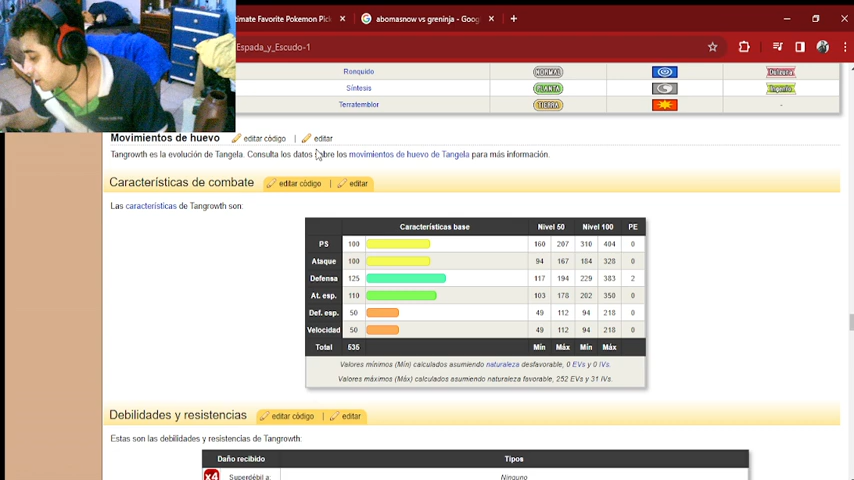 timate Favorite Pokemon Pick
abomasnow vs greninja - Goog
Espada_y_Escudo-1
Ronquido NORMAL
Síntesis PLANTA
Terratemblor TIERRA -
Movimientos de huevo editar código | editar
Tangrowth es la evolución de Tangela. Consulta los datos sobre los movimientos de huevo de Tangela para más información.
Características de combate editar código | editar
Las características de Tangrowth son:
Características base Nivel 50 Nivel 100 PE
PS 100 160 207 310 404 0
Ataque 100 94 167 184 328 0
Defensa 125 117 194 229 383 2
At. esp. 110 103 178 202 350 0
Def. esp. 50 49 112 94 218 0
Velocidad 50 49 112 94 218 0
Total 535 Mín Máx Mín Máx
Valores mínimos (Mín) calculados asumiendo naturaleza desfavorable, 0 EVs y 0 IVs.
Valores máximos (Máx) calculados asumiendo naturaleza favorable, 252 EVs y 31 IVs.
Debilidades y resistencias editar código | editar
Estas son las debilidades y resistencias de Tangrowth:
Daño recibido Tipos
x4 Superdébil a: Ninguno